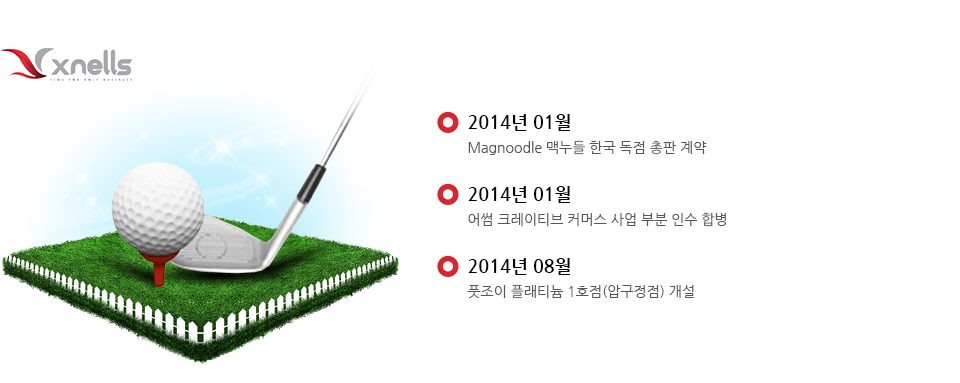 xnells
TIME FOR GOLF BUSINESS
2014년 01월
Magnoodle 맥누들 한국 독점 총판 계약
2014년 01월
어썸 크레이티브 커머스 사업 부분 인수 합병
2014년 08월
풋조이 플래티늄 1호점(압구정점) 개설